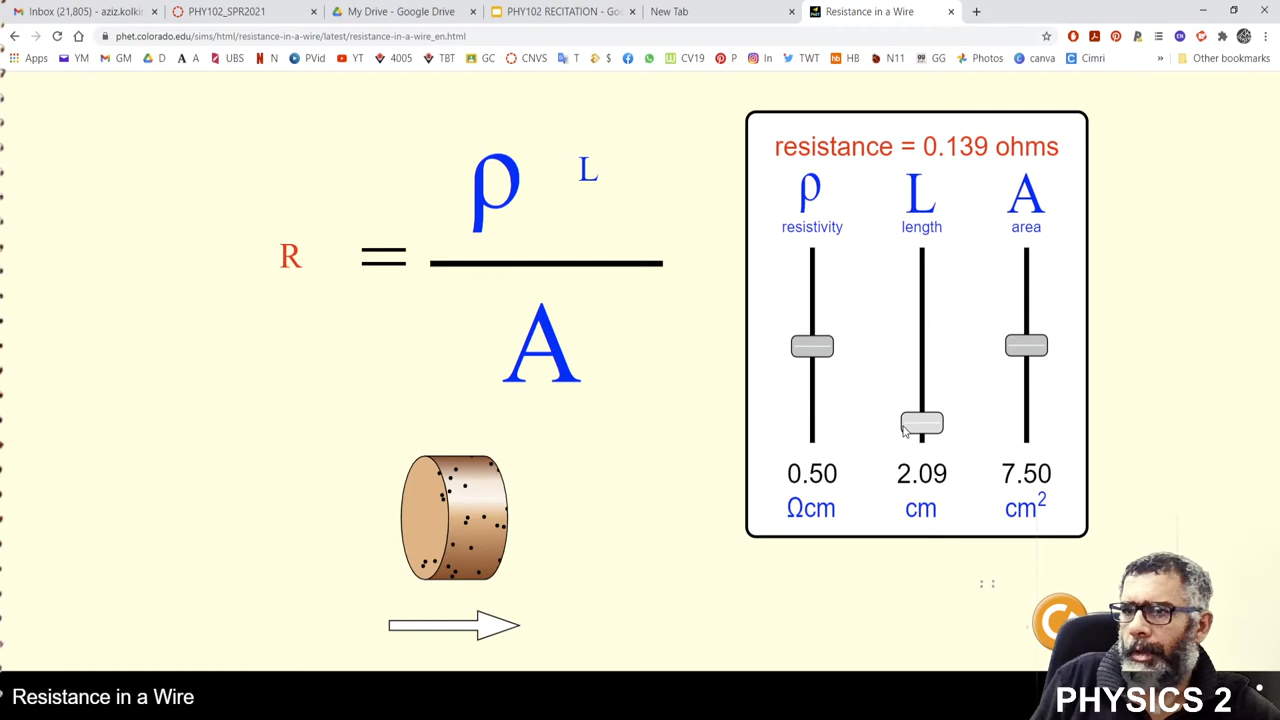 Inbox (21,805) - aziz.kolkir
PHY102_SPR2021
My Drive - Google Drive
PHY102 RECITATION - Goo
New Tab
Resistance in a Wire
phet.colorado.edu/sims/html/resistance-in-a-wire/latest/resistance-in-a-wire_en.html
Apps YM GM D A UBS N PVid YT 4005 TBT GC CNVS T $ CV19 P In TWT HB N11 GG Photos canva Cimri » Other bookmarks
resistance = 0.139 ohms
ρ L A
resistivity length area
R = ρ L
A
0.50 2.09 7.50
Ωcm cm cm²
Resistance in a Wire
PHYSICS 2